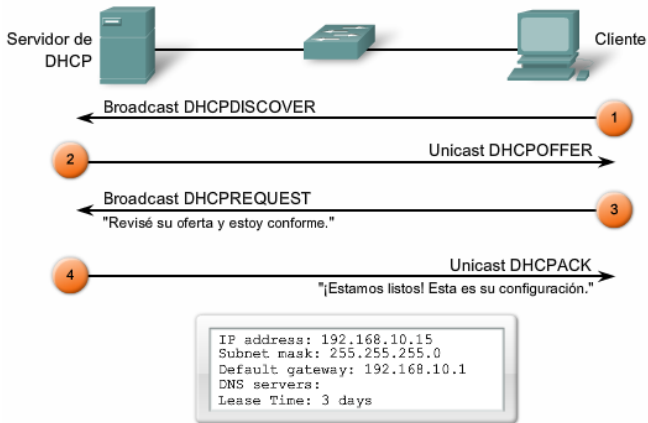 Servidor de
DHCP
Cliente
Broadcast DHCPDISCOVER
1
2
Unicast DHCPOFFER
Broadcast DHCPREQUEST
3
"Revisé su oferta y estoy conforme."
4
Unicast DHCPACK
"¡Estamos listos! Esta es su configuración."
IP address: 192.168.10.15
Subnet mask: 255.255.255.0
Default gateway: 192.168.10.1
DNS servers:
Lease Time: 3 days